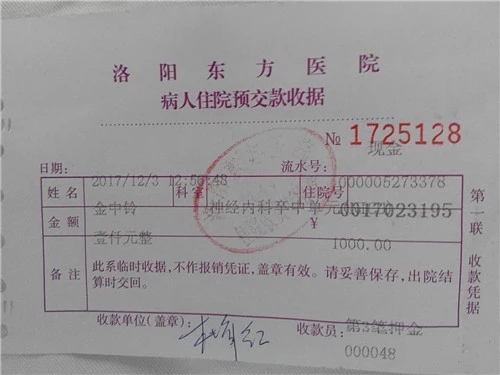 洛阳东方医院
病人住院预交款收据
№ 1725128
现金
日期: 流水号:
2017/12/3 12:58:48 000005273378
姓名 科室 住院号
金中铃 神经内科卒中单元 0017023195
金额 ¥
壹仟元整 1000.00
备注 此系临时收据,不作报销凭证,盖章有效。请妥善保存,出院结
算时交回。
收款单位(盖章): 收款员: 第3笔押金
000048
第一联 收款凭据